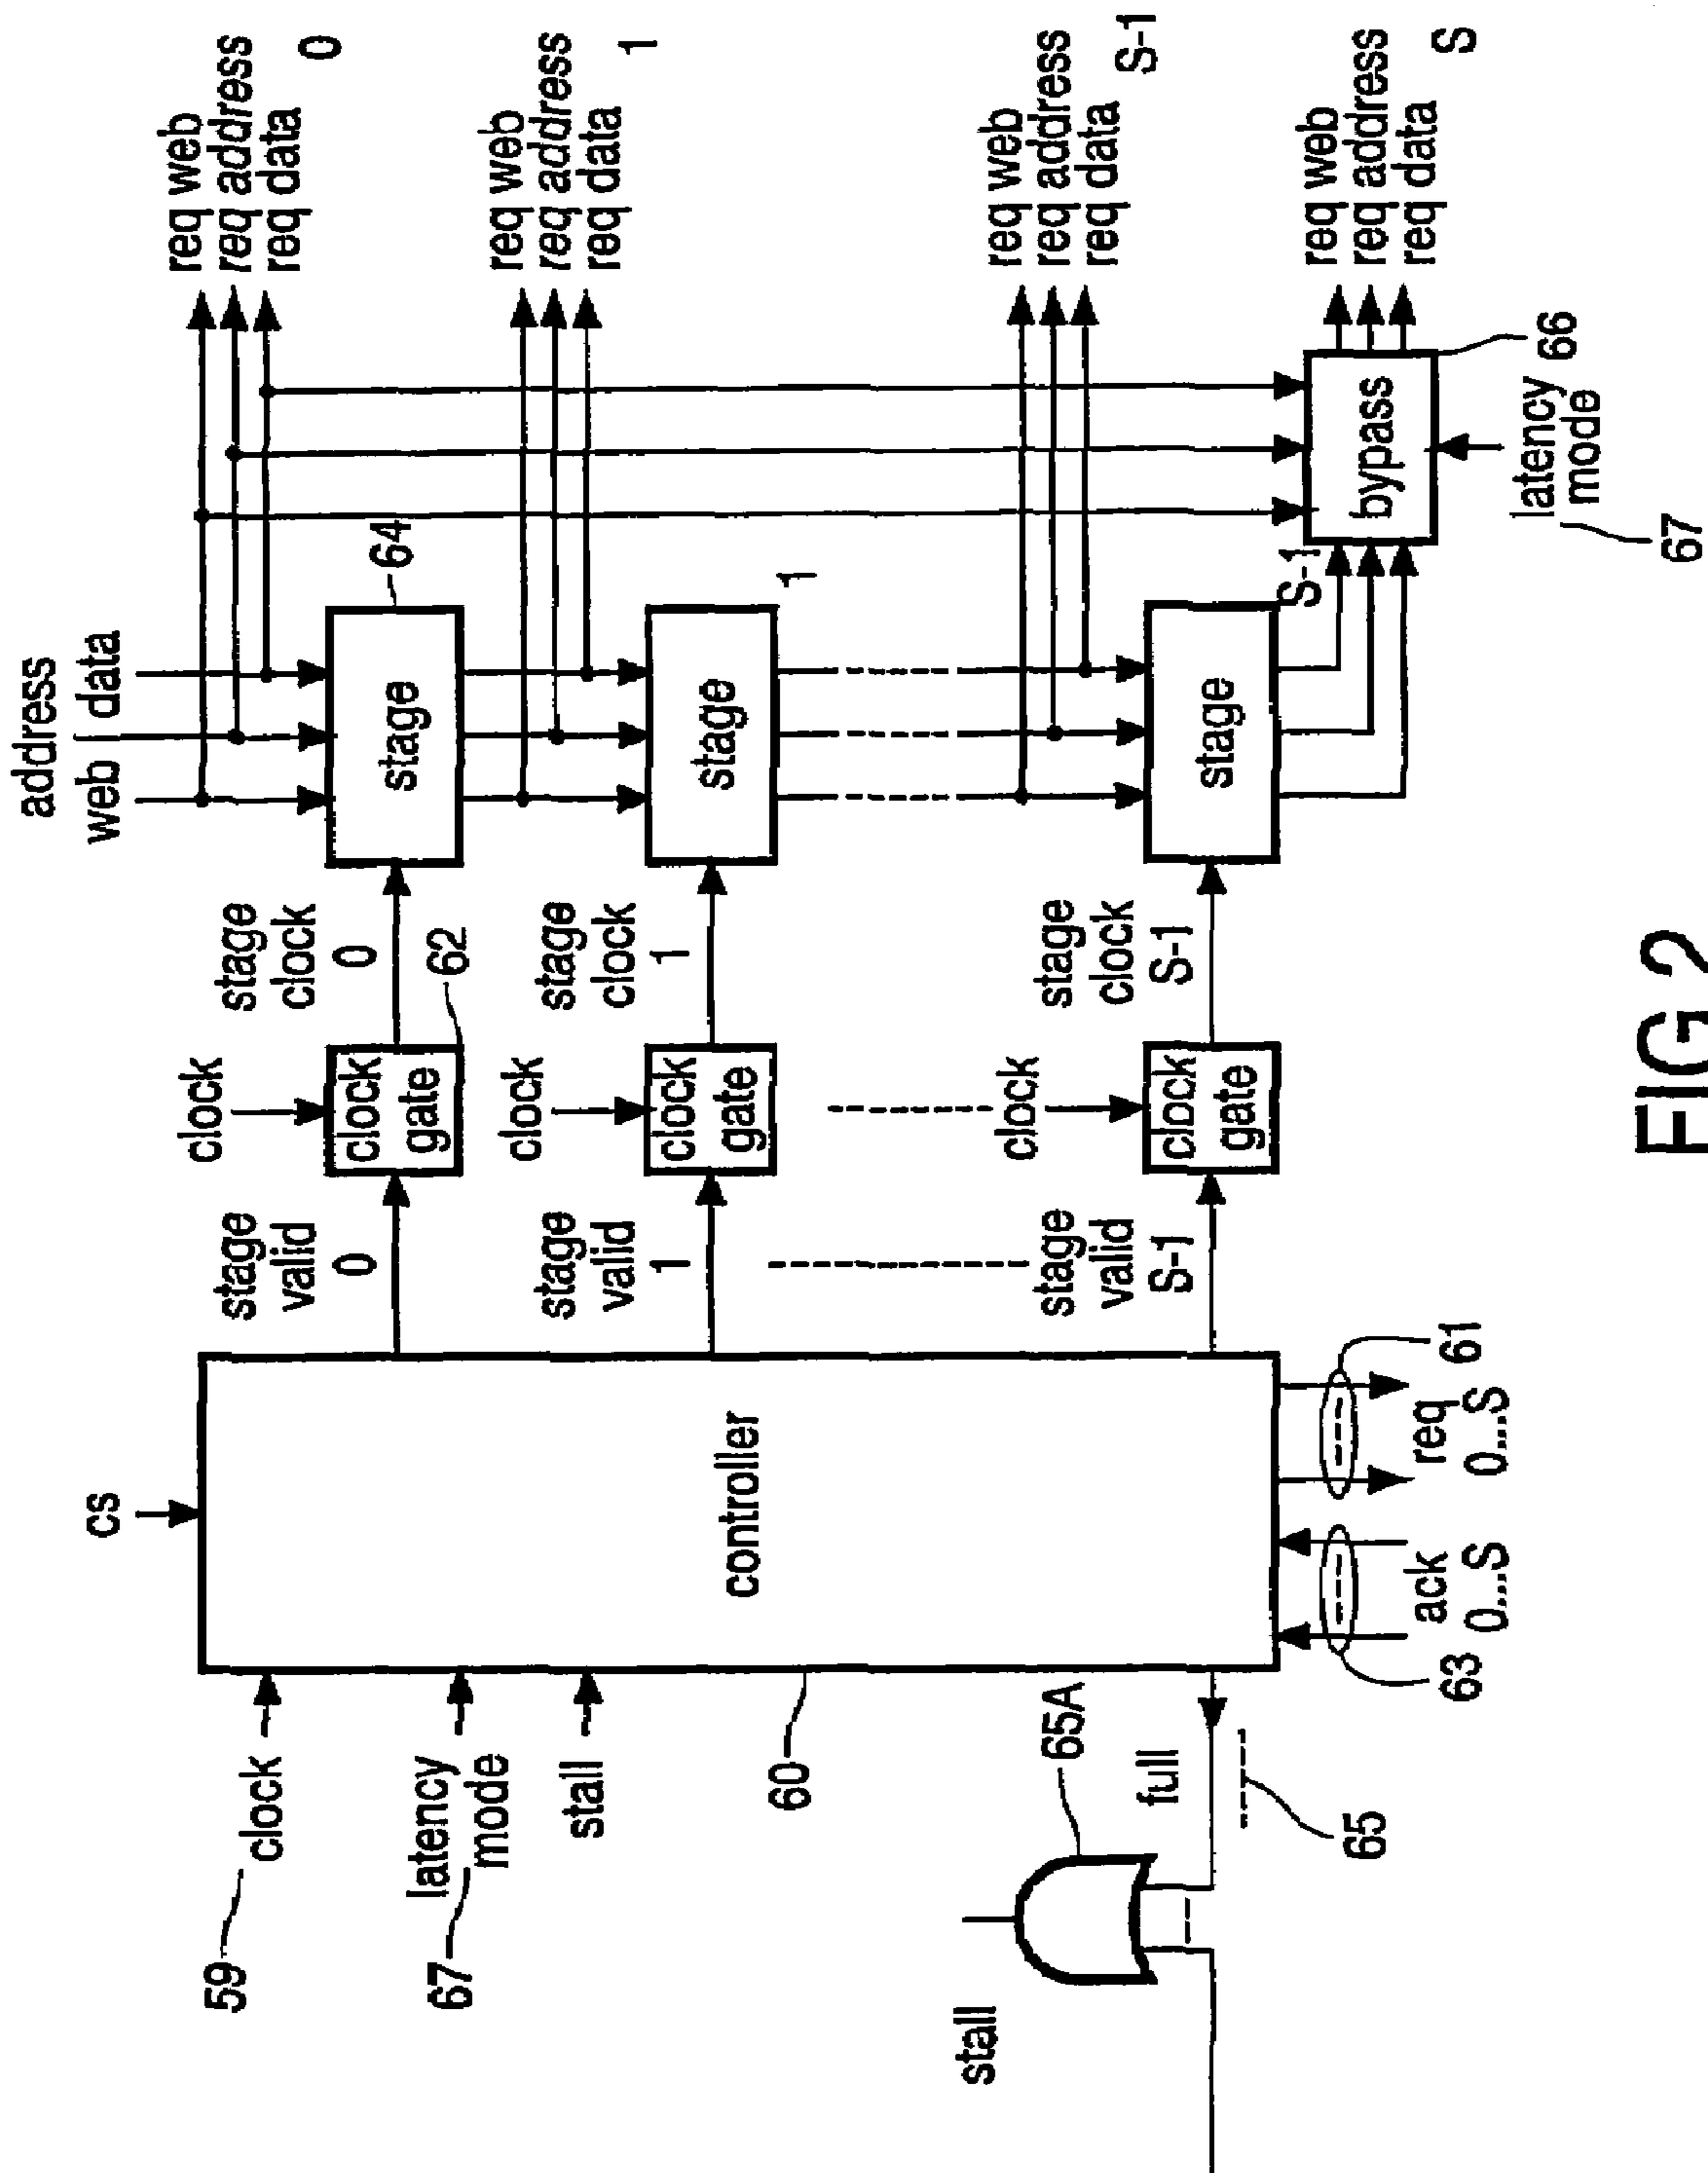 address
web
data
req web
req address
req data
0
64
stage
req web
req address
req data
1
stage
1
req web
req address
req data
S-1
stage
S-1
req web
req address
req data
S
bypass
66
latency
mode
67
clock
clock
gate
stage
clock
0
62
clock
clock
gate
stage
clock
1
clock
clock
gate
stage
clock
S-1
stage
valid
0
stage
valid
1
stage
valid
S-1
cs
controller
59
clock
67
latency
mode
stall
60
65A
full
65
stall
63
ack
0...S
61
req
0...S
FIG 2